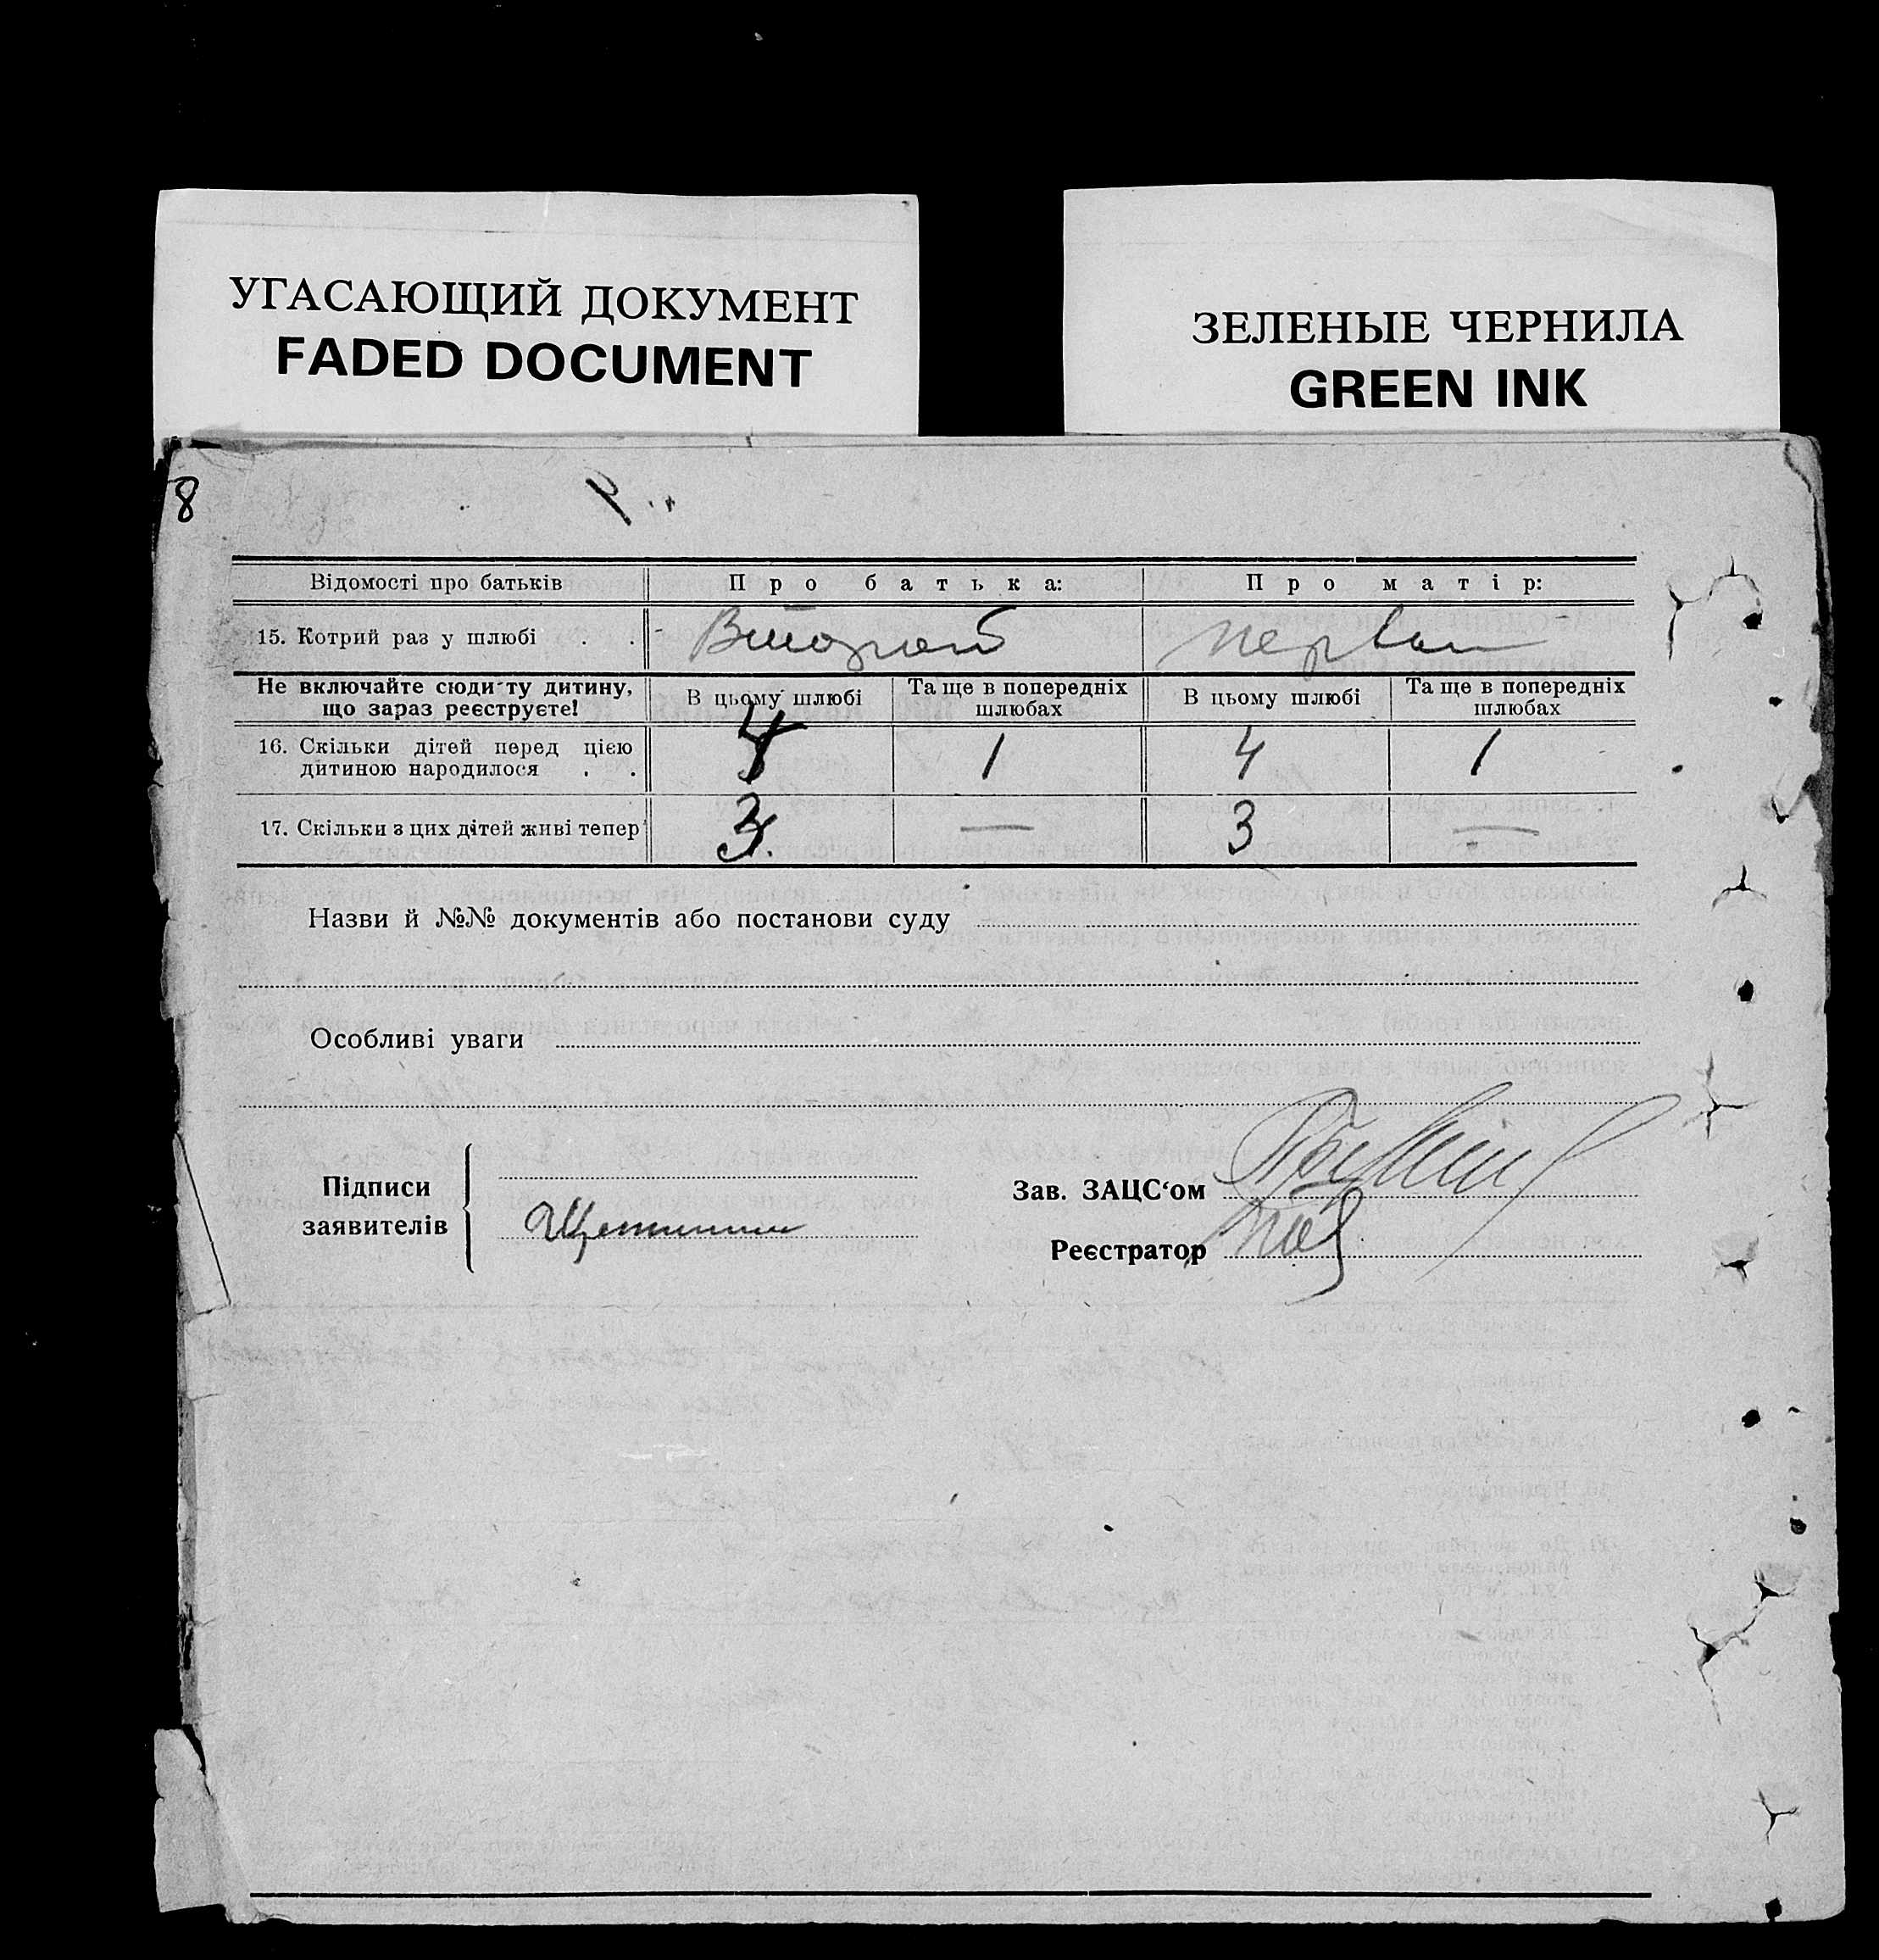 УГАСАЮЩИЙ ДОКУМЕНТ
FADED DOCUMENT
ЗЕЛЕНЫЕ ЧЕРНИЛА
GREEN INK
8
Відомості про батьків Про батька: Про матір:
15. Котрий раз у шлюбі . . Второй
Не включайте сюди ту дитину, що зараз реєструєте! В цьому шлюбі Та ще в попередніх шлюбах В цьому шлюбі Та ще в попередніх шлюбах
16. Скільки дітей перед цією
дитиною народилося . . 4 1 4 1
17. Скільки з цих дітей живі тепер 3 — 3 —
Назви й №№ документів або постанови суду
Особливі уваги
Підписи
заявителів
Зав. ЗАЦС‘ом
Реєстратор